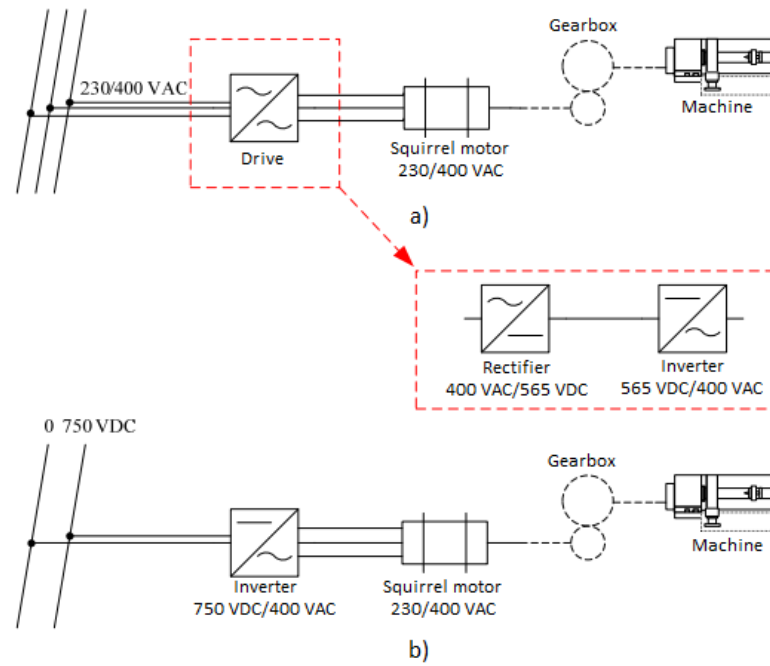 Gearbox
230/400 VAC
Machine
Drive
Squirrel motor
230/400 VAC
a)
Rectifier
400 VAC/565 VDC
Inverter
565 VDC/400 VAC
0 750 VDC
Gearbox
Machine
Inverter
750 VDC/400 VAC
Squirrel motor
230/400 VAC
b)